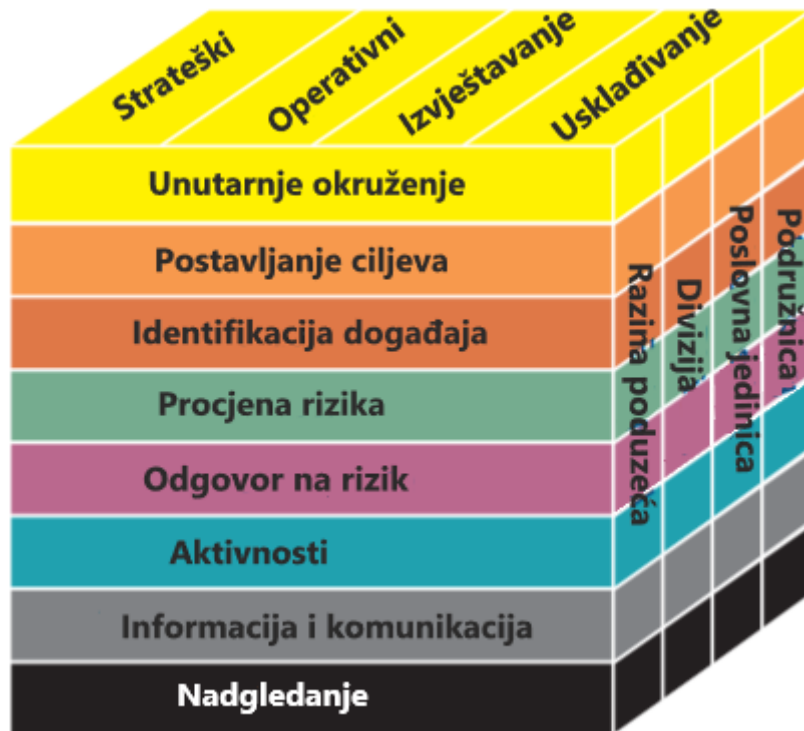 Strateški
Operativni
Izvještavanje
Usklađivanje
Unutarnje okruženje
Postavljanje ciljeva
Identifikacija događaja
Procjena rizika
Odgovor na rizik
Aktivnosti
Informacija i komunikacija
Nadgledanje
Razina poduzeća
Divizija
Poslovna jedinica
Podružnica